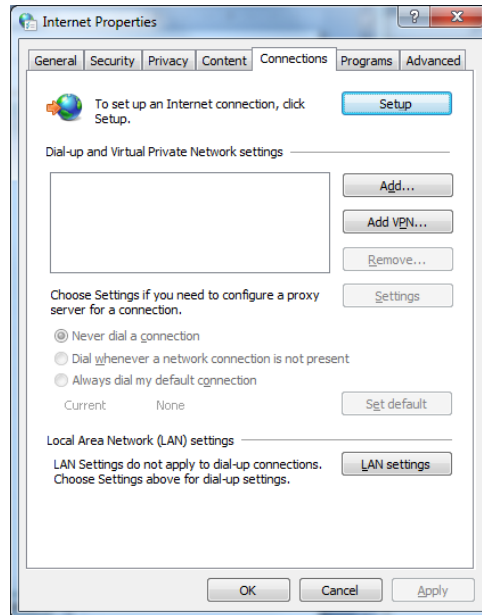 Internet Properties
General Security Privacy Content Connections Programs Advanced
To set up an Internet connection, click
Setup.
Setup
Dial-up and Virtual Private Network settings
Add...
Add VPN...
Remove...
Choose Settings if you need to configure a proxy
server for a connection.
Settings
Never dial a connection
Dial whenever a network connection is not present
Always dial my default connection
Current None
Set default
Local Area Network (LAN) settings
LAN Settings do not apply to dial-up connections.
Choose Settings above for dial-up settings.
LAN settings
OK Cancel Apply